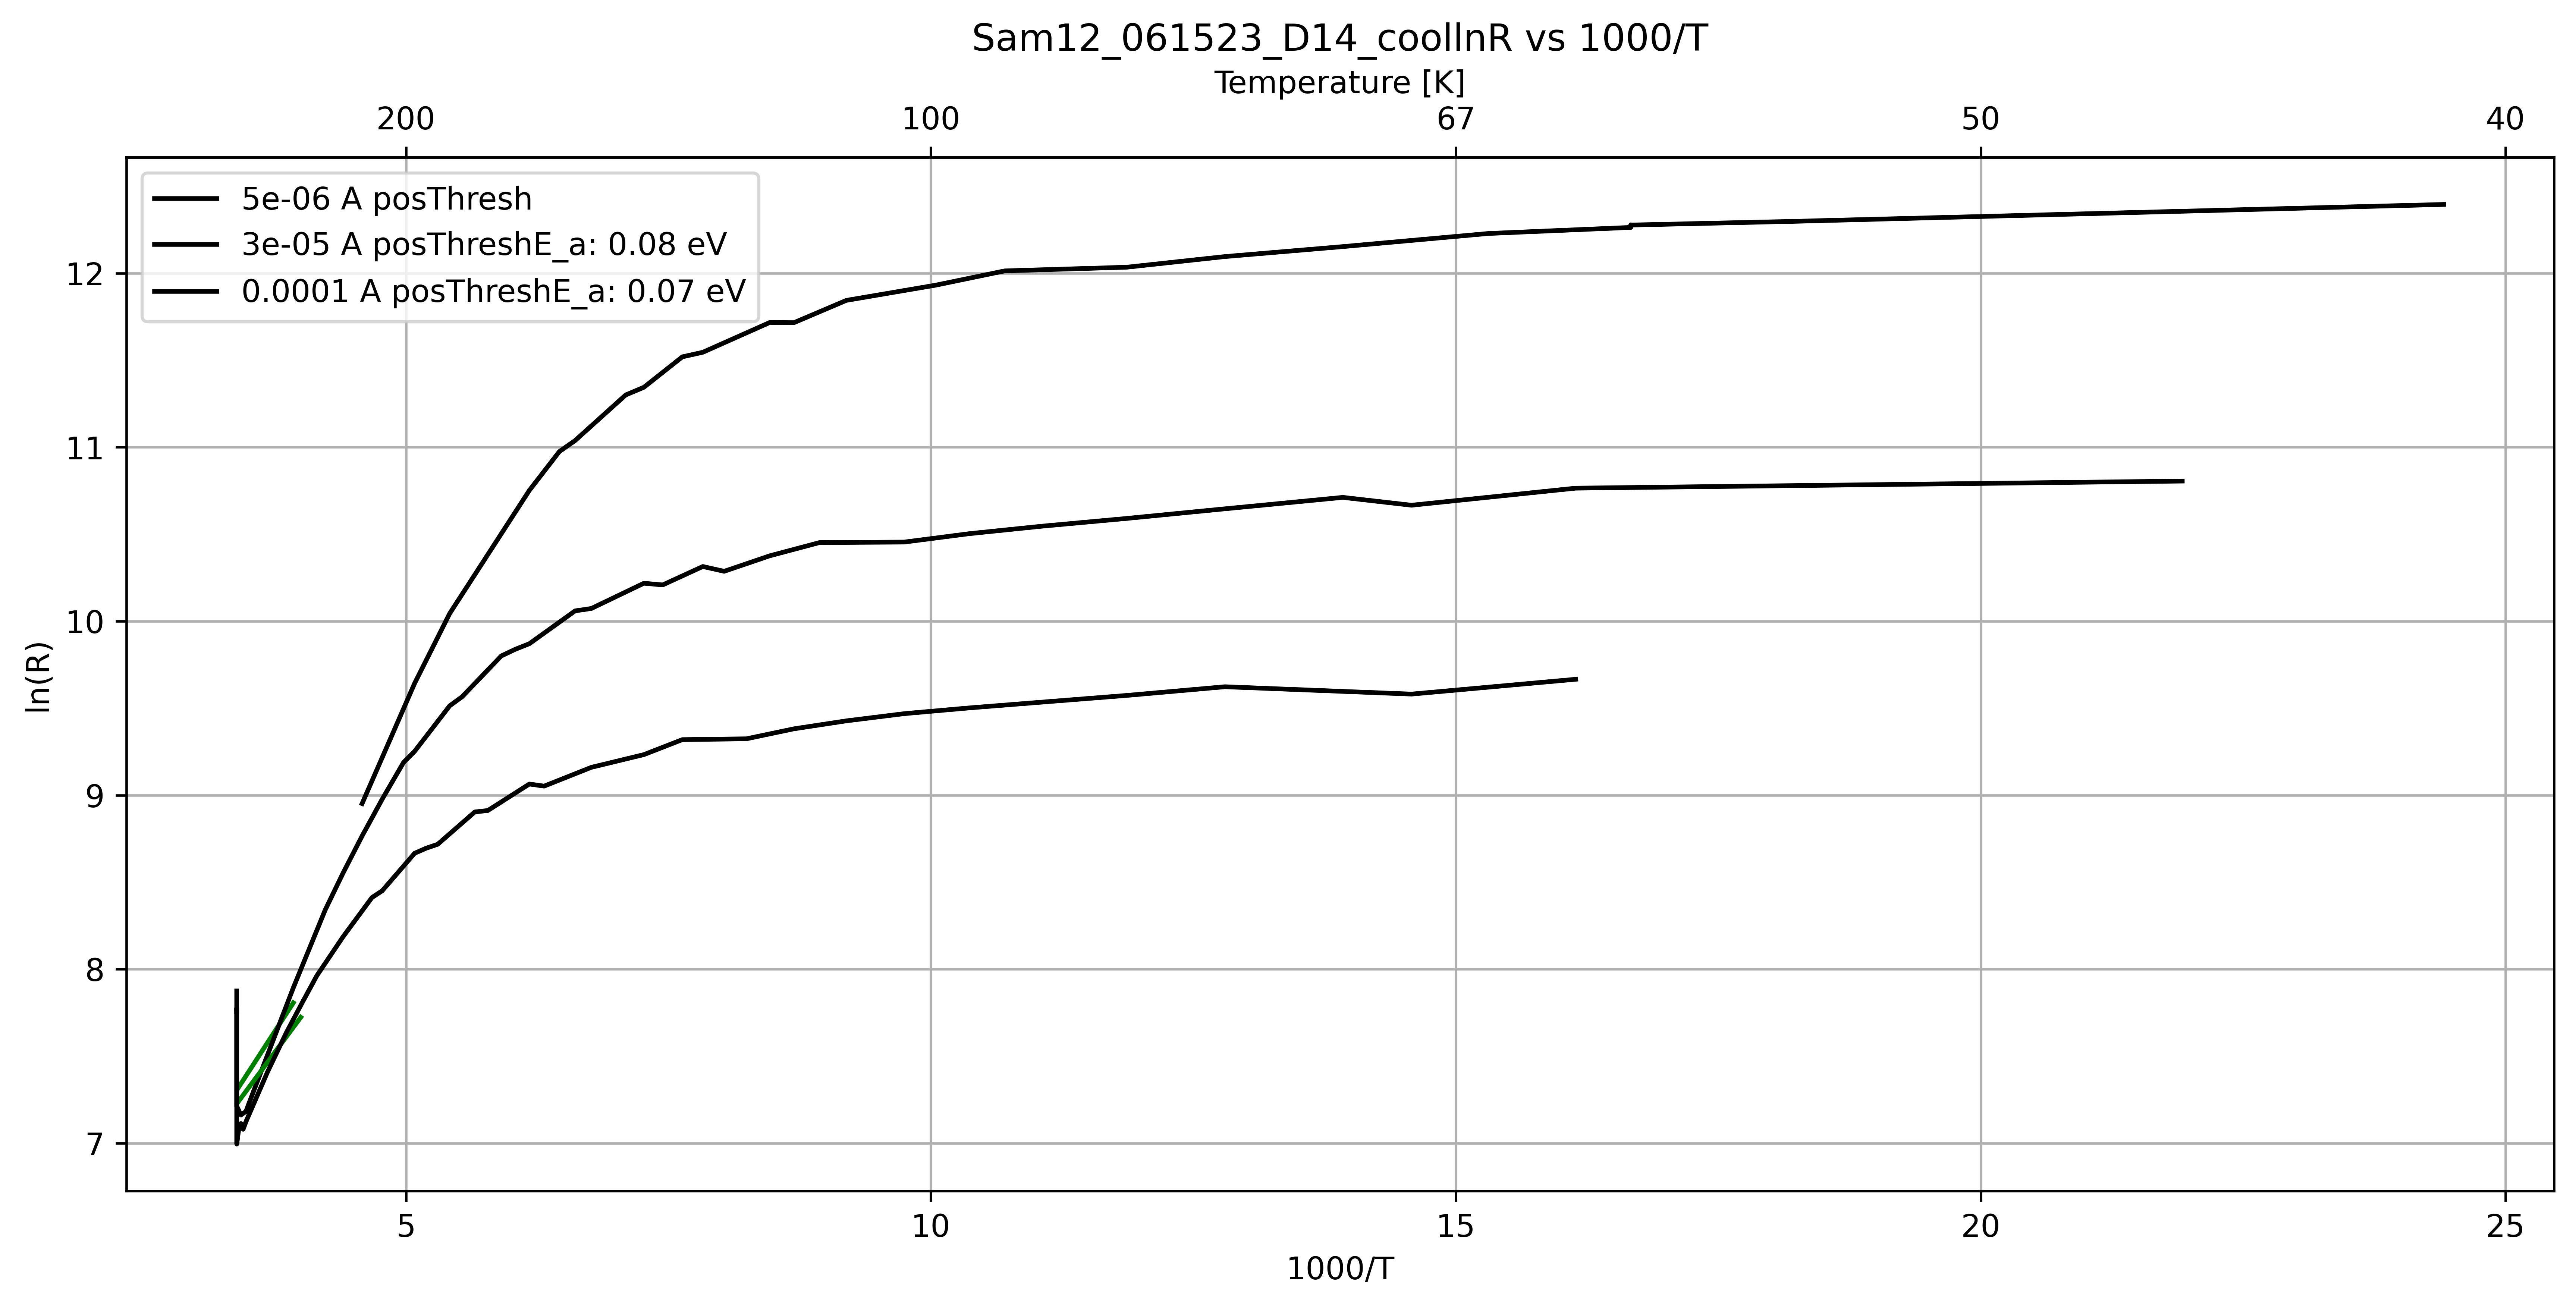 Sam12_061523_D14_coollnR vs 1000/T
Temperature [K]
200 100 67 50 40
5e-06 A posThresh
3e-05 A posThreshE_a: 0.08 eV
0.0001 A posThreshE_a: 0.07 eV
12
11
10
9
8
7
ln(R)
5 10 15 20 25
1000/T